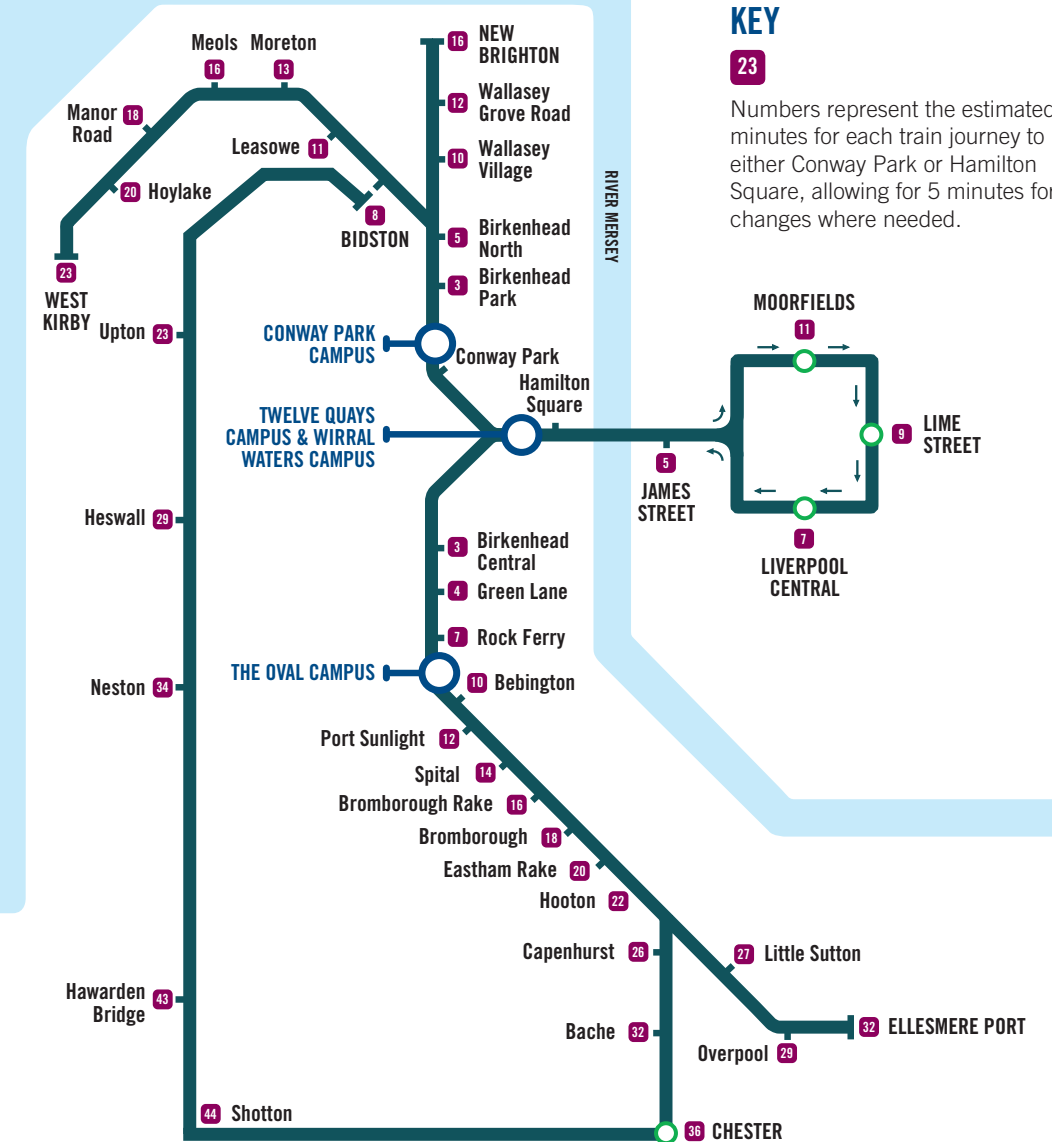 KEY
23
Numbers represent the estimated
minutes for each train journey to
either Conway Park or Hamilton
Square, allowing for 5 minutes for
changes where needed.
16
NEW
BRIGHTON
12
Wallasey
Grove Road
10
Wallasey
Village
Meols
16
Moreton
13
Manor
Road
18
Leasowe
11
20
Hoylake
8
BIDSTON
23
WEST
KIRBY
5
Birkenhead
North
3
Birkenhead
Park
RIVER MERSEY
Upton
23
CONWAY PARK
CAMPUS
Conway Park
Hamilton
Square
TWELVE QUAYS
CAMPUS & WIRRAL
WATERS CAMPUS
MOORFIELDS
11
9
LIME
STREET
5
JAMES
STREET
7
LIVERPOOL
CENTRAL
Heswall
29
3
Birkenhead
Central
4
Green Lane
7
Rock Ferry
THE OVAL CAMPUS
10
Bebington
Neston
34
Port Sunlight
12
Spital
14
Bromborough Rake
16
Bromborough
18
Eastham Rake
20
Hooton
22
Capenhurst
26
27
Little Sutton
Hawarden
Bridge
43
Bache
32
32
ELLESMERE PORT
Overpool
29
44
Shotton
36
CHESTER